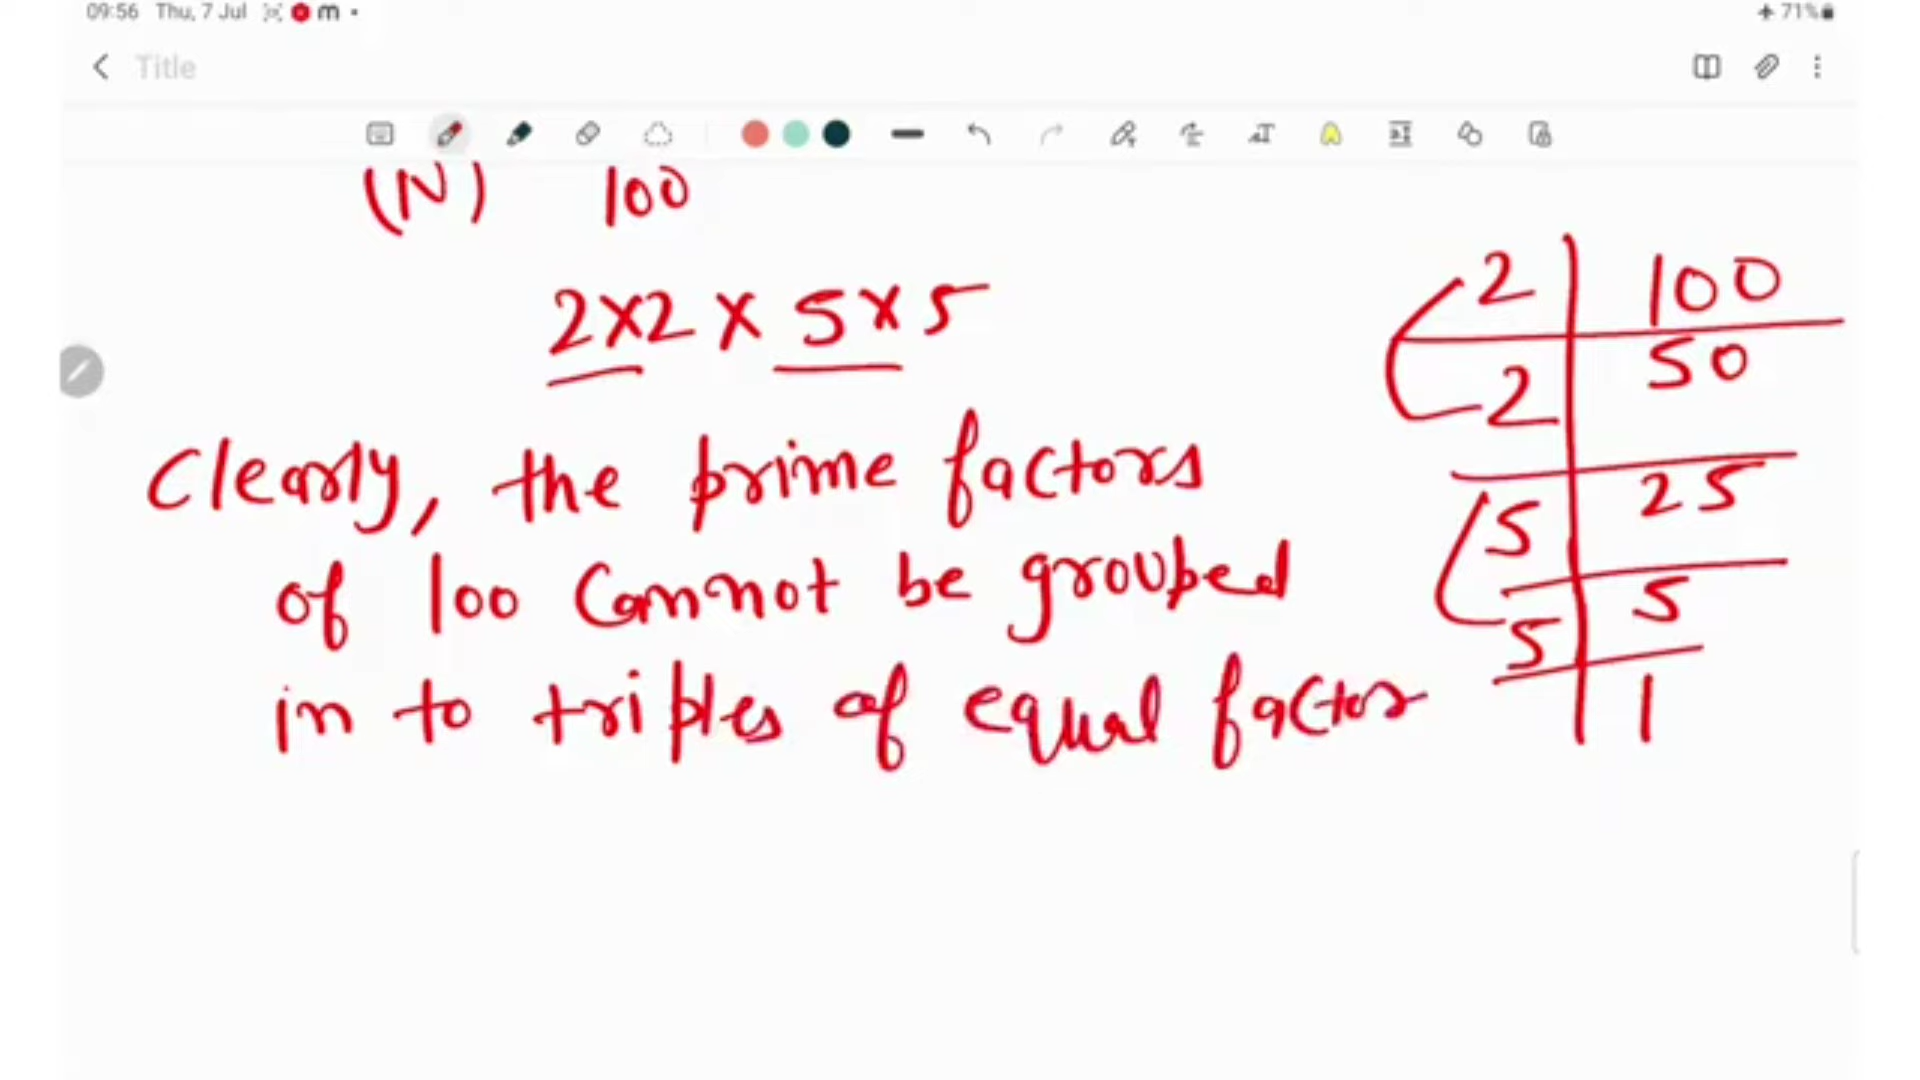 09:56 Thu, 7 Jul m •
71%
Title
(N) 100
2×2 × 5×5
Clearly, the prime factors
of 100 Cannot be grouped
in to triples of equal factor
2 | 100
2 | 50
5 | 25
5 | 5
1